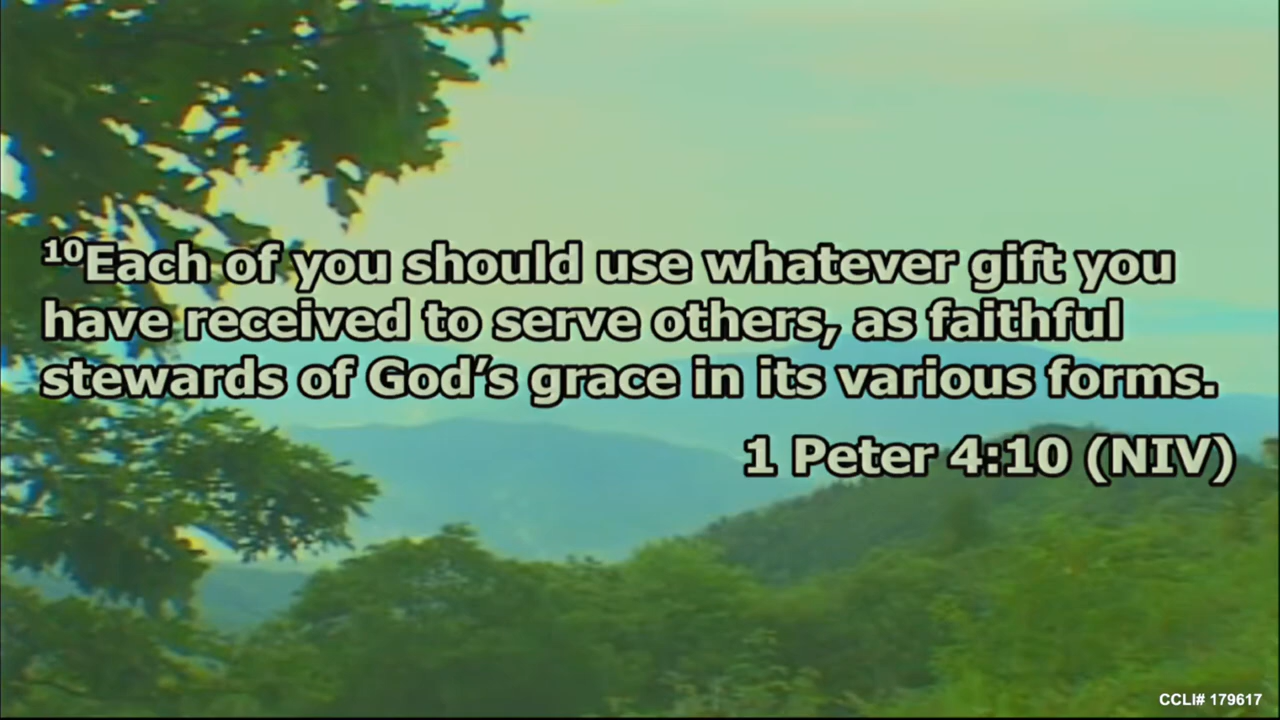 ¹⁰Each of you should use whatever gift you
have received to serve others, as faithful
stewards of God’s grace in its various forms.
1 Peter 4:10 (NIV)
CCLI# 179617